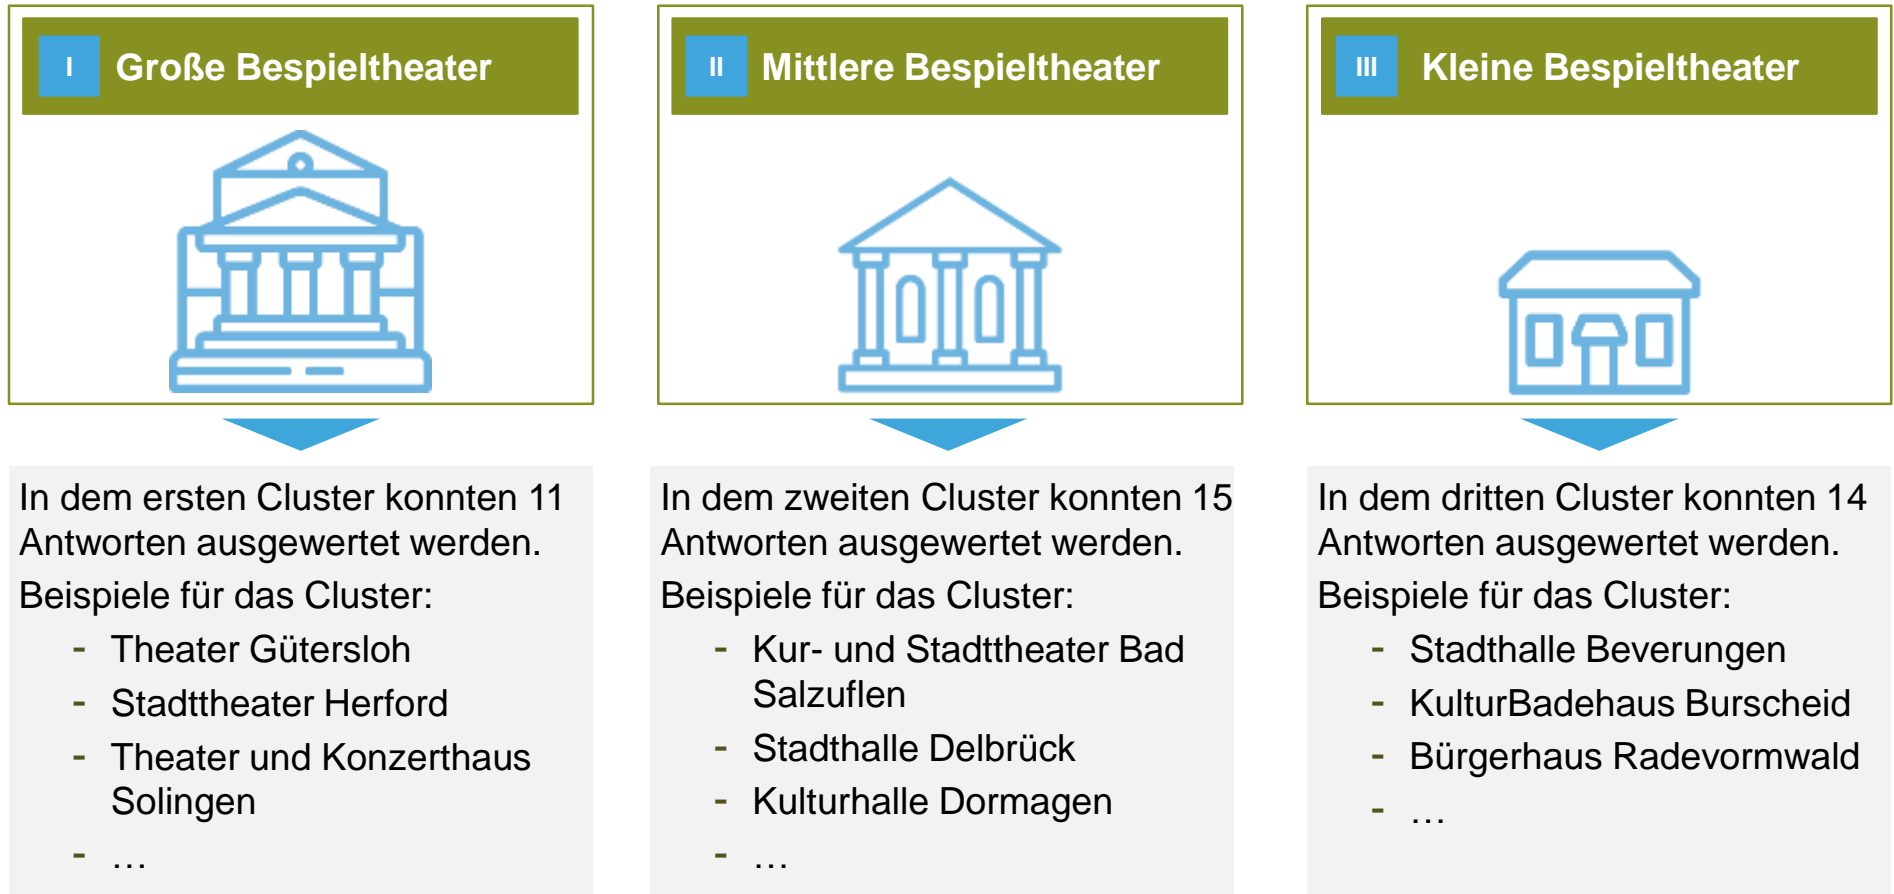 I
Große Bespieltheater
In dem ersten Cluster konnten 11
Antworten ausgewertet werden.
Beispiele für das Cluster:
- Theater Gütersloh
- Stadttheater Herford
- Theater und Konzerthaus
Solingen
- …
II
Mittlere Bespieltheater
In dem zweiten Cluster konnten 15
Antworten ausgewertet werden.
Beispiele für das Cluster:
- Kur- und Stadttheater Bad
Salzuflen
- Stadthalle Delbrück
- Kulturhalle Dormagen
- …
III
Kleine Bespieltheater
In dem dritten Cluster konnten 14
Antworten ausgewertet werden.
Beispiele für das Cluster:
- Stadthalle Beverungen
- KulturBadehaus Burscheid
- Bürgerhaus Radevormwald
- …